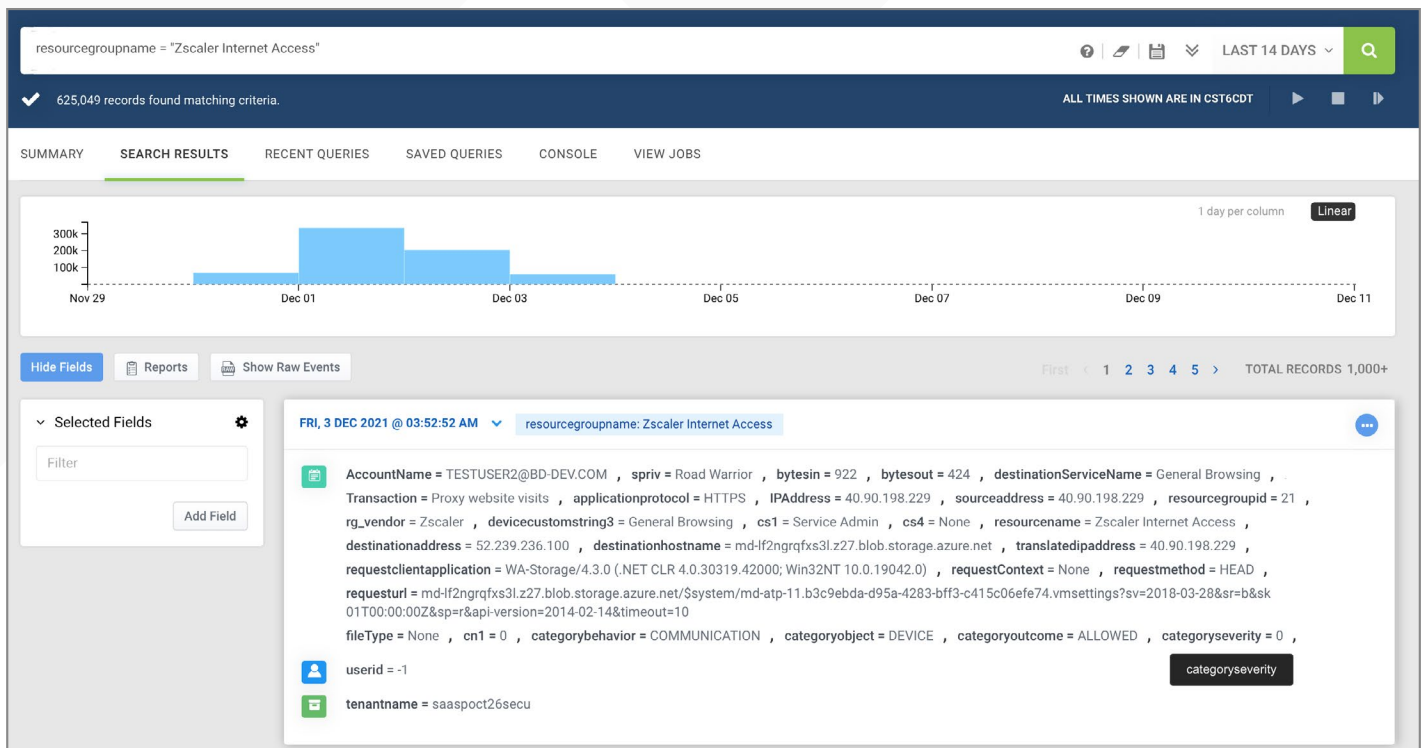 resourcegroupname = "Zscaler Internet Access"
LAST 14 DAYS
625,049 records found matching criteria.
ALL TIMES SHOWN ARE IN CST6CDT
SUMMARY SEARCH RESULTS RECENT QUERIES SAVED QUERIES CONSOLE VIEW JOBS
1 day per column Linear
300k
200k
100k
Nov 29 Dec 01 Dec 03 Dec 05 Dec 07 Dec 09 Dec 11
Hide Fields Reports Show Raw Events First < 1 2 3 4 5 > TOTAL RECORDS 1,000+
Selected Fields
Filter
Add Field
FRI, 3 DEC 2021 @ 03:52:52 AM resourcegroupname: Zscaler Internet Access
AccountName = TESTUSER2@BD-DEV.COM , spriv = Road Warrior , bytesin = 922 , bytesout = 424 , destinationServiceName = General Browsing ,
Transaction = Proxy website visits , applicationprotocol = HTTPS , IPAddress = 40.90.198.229 , sourceaddress = 40.90.198.229 , resourcegroupid = 21 ,
rg_vendor = Zscaler , devicecustomstring3 = General Browsing , cs1 = Service Admin , cs4 = None , resourcename = Zscaler Internet Access ,
destinationaddress = 52.239.236.100 , destinationhostname = md-lf2ngrqfxs3l.z27.blob.storage.azure.net , translatedipaddress = 40.90.198.229 ,
requestclientapplication = WA-Storage/4.3.0 (.NET CLR 4.0.30319.42000; Win32NT 10.0.19042.0) , requestContext = None , requestmethod = HEAD ,
requesturl = md-lf2ngrqfxs3l.z27.blob.storage.azure.net/$system/md-atp-11.b3c9ebda-d95a-4283-bff3-c415c06efe74.vmsettings?sv=2018-03-28&sr=b&sk
01T00:00:00Z&sp=r&api-version=2014-02-14&timeout=10
fileType = None , cn1 = 0 , categorybehavior = COMMUNICATION , categoryobject = DEVICE , categoryoutcome = ALLOWED , categoryseverity = 0 ,
userid = -1
categoryseverity
tenantname = saaspoct26secu